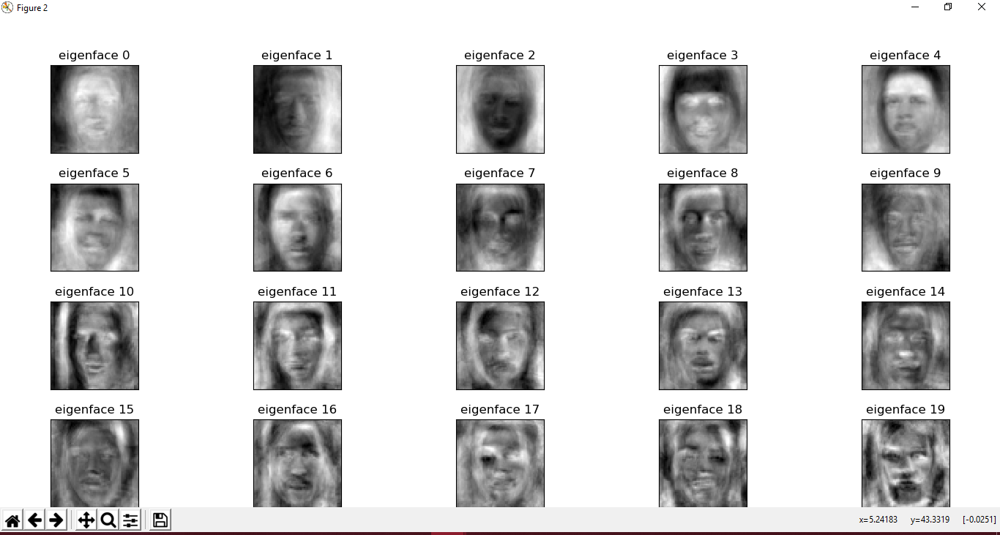 Figure 2
eigenface 0 eigenface 1 eigenface 2 eigenface 3 eigenface 4
eigenface 5 eigenface 6 eigenface 7 eigenface 8 eigenface 9
eigenface 10 eigenface 11 eigenface 12 eigenface 13 eigenface 14
eigenface 15 eigenface 16 eigenface 17 eigenface 18 eigenface 19
x=5.24183 y=43.3319 [-0.0251]